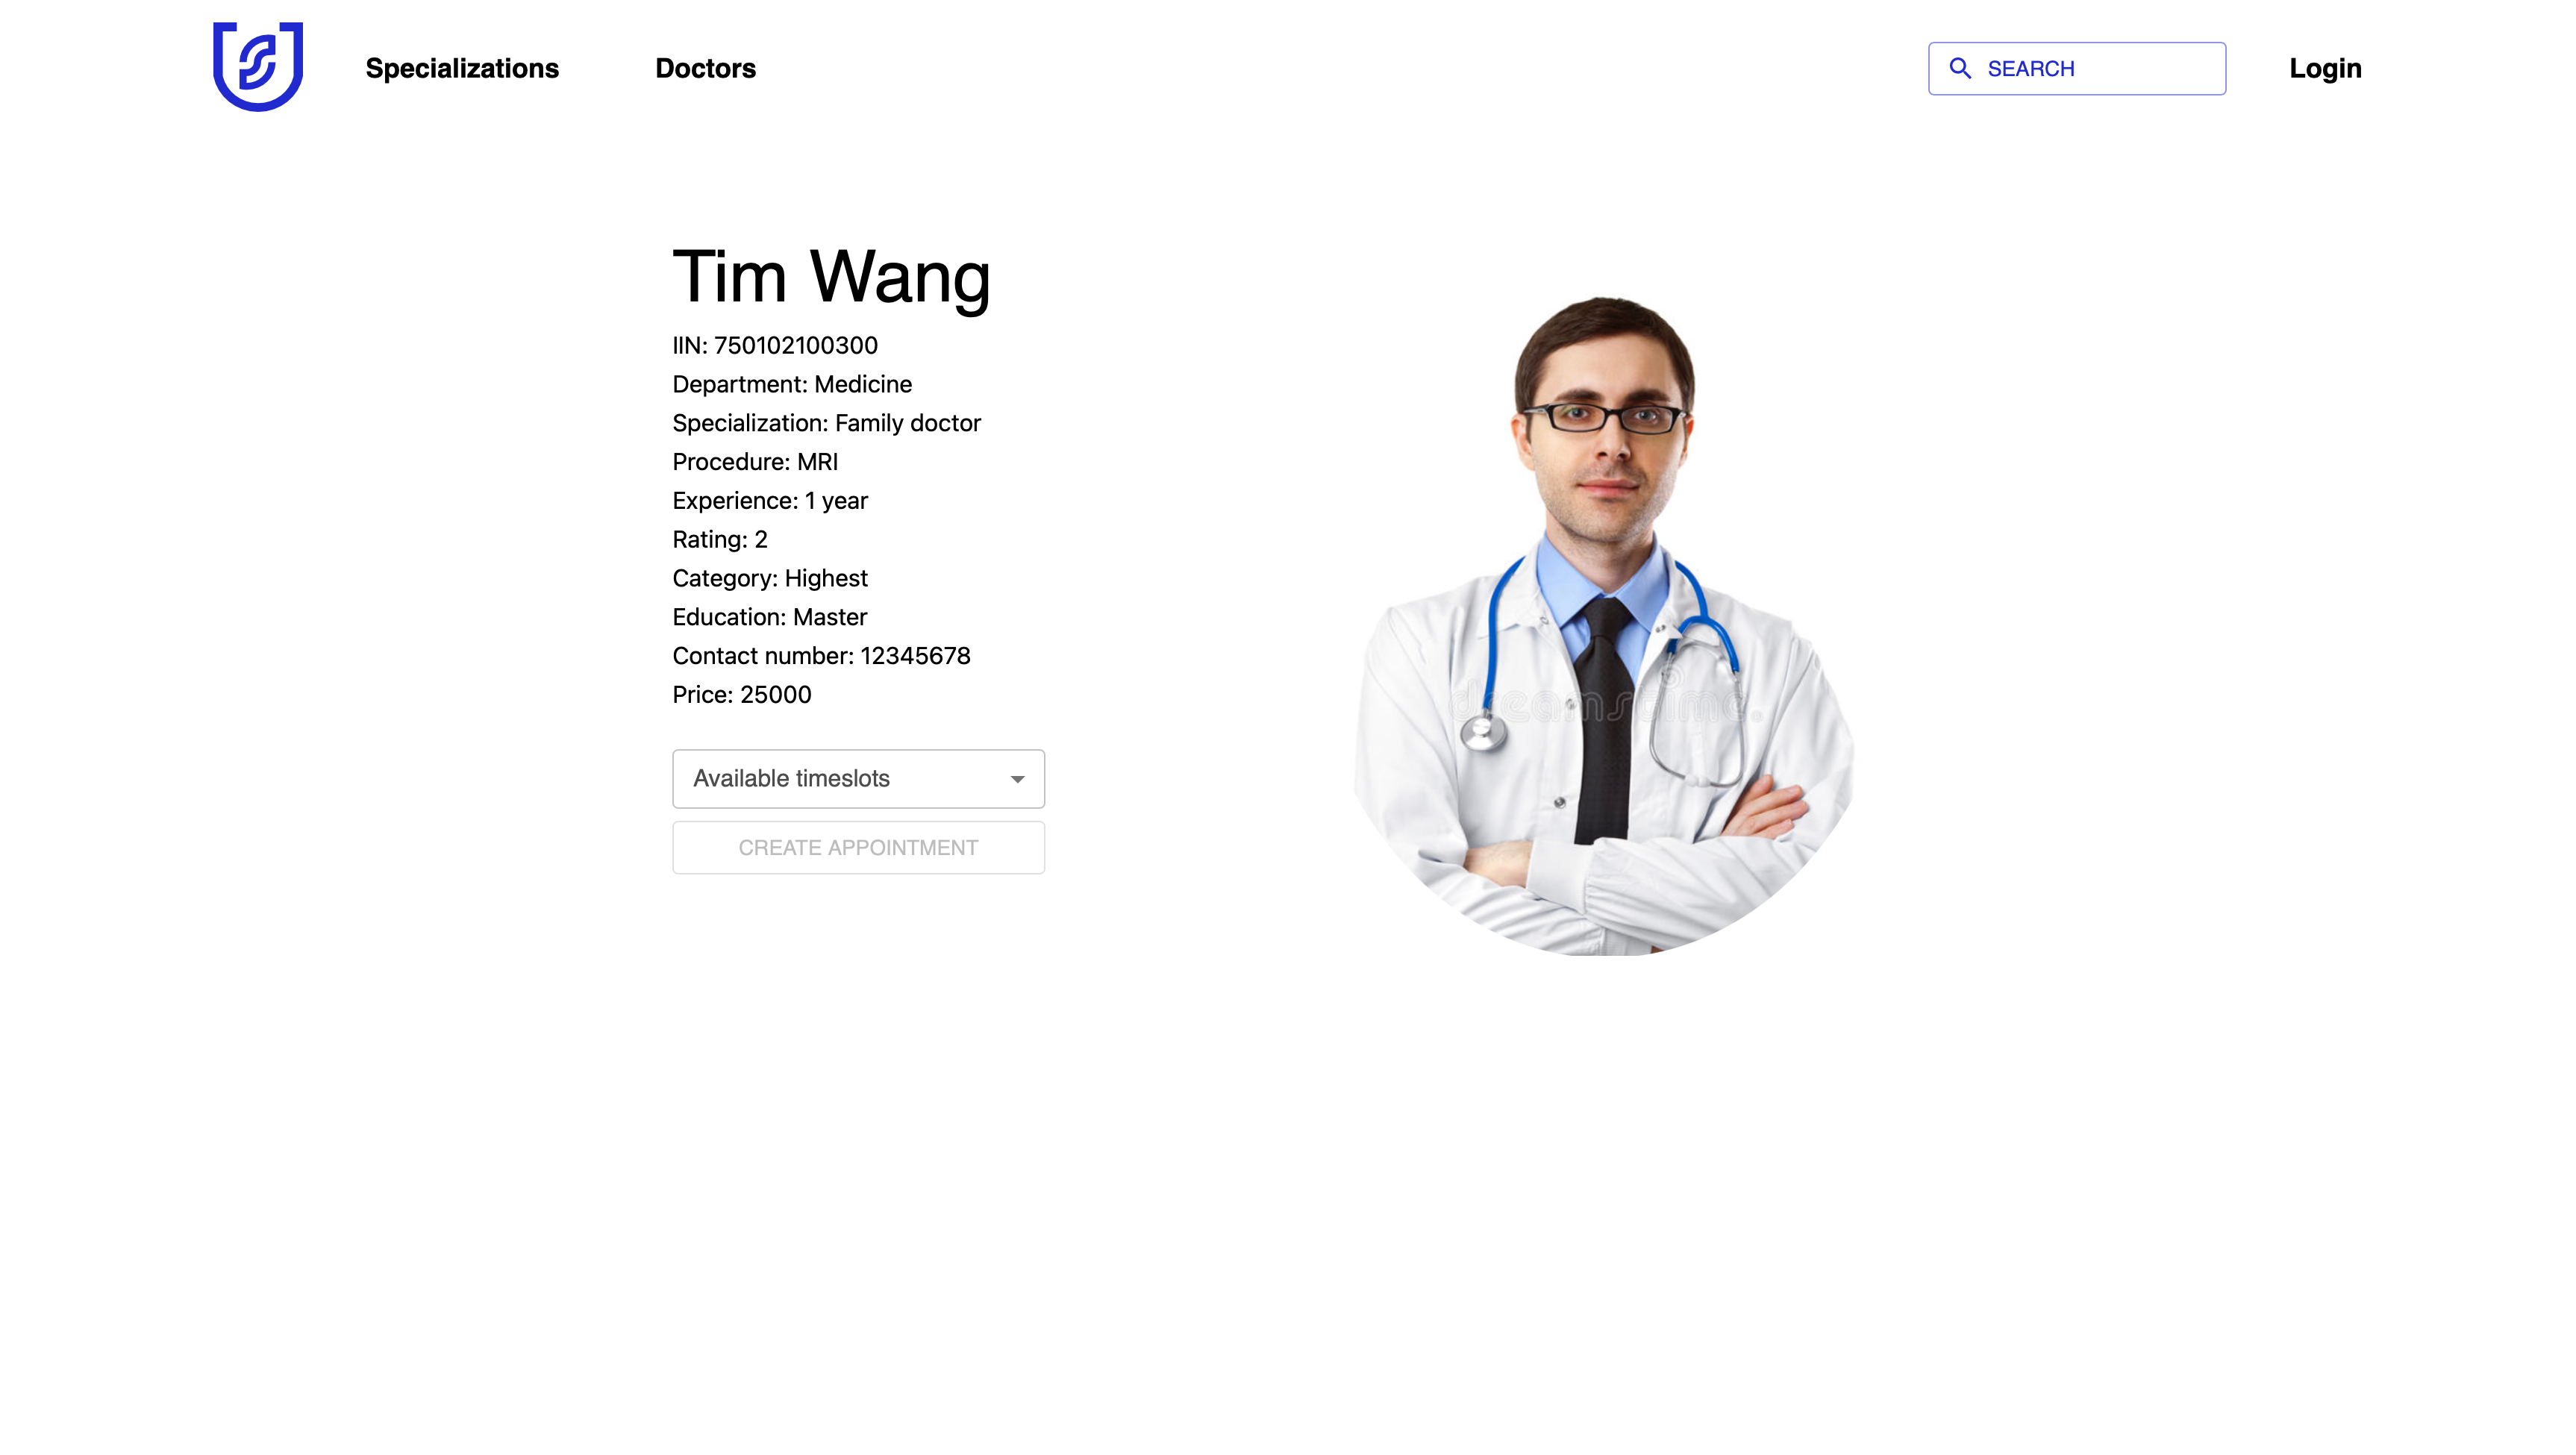 Specializations
Doctors
SEARCH
Login
Tim Wang
IIN: 750102100300
Department: Medicine
Specialization: Family doctor
Procedure: MRI
Experience: 1 year
Rating: 2
Category: Highest
Education: Master
Contact number: 12345678
Price: 25000
dreamstime.
Available timeslots
CREATE APPOINTMENT